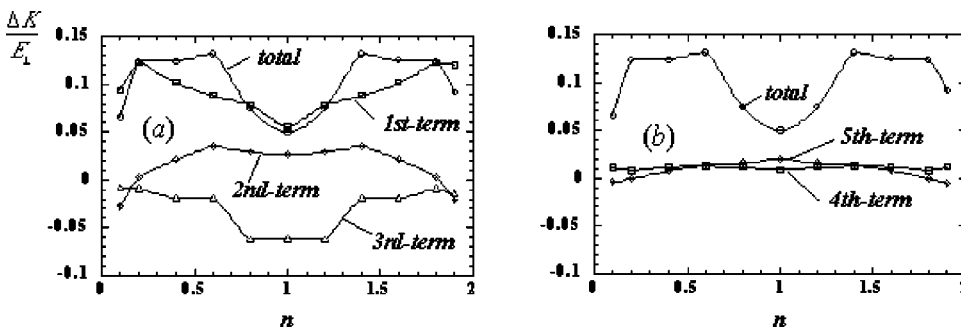 ΔK
E⊥
0.15
0.1
0.05
0
-0.05
-0.1
0
0.5
1
1.5
2
n
(a)
total
1st-term
2nd-term
3rd-term
0.15
0.1
0.05
0
-0.05
-0.1
0
0.5
1
1.5
2
n
(b)
total
5th-term
4th-term